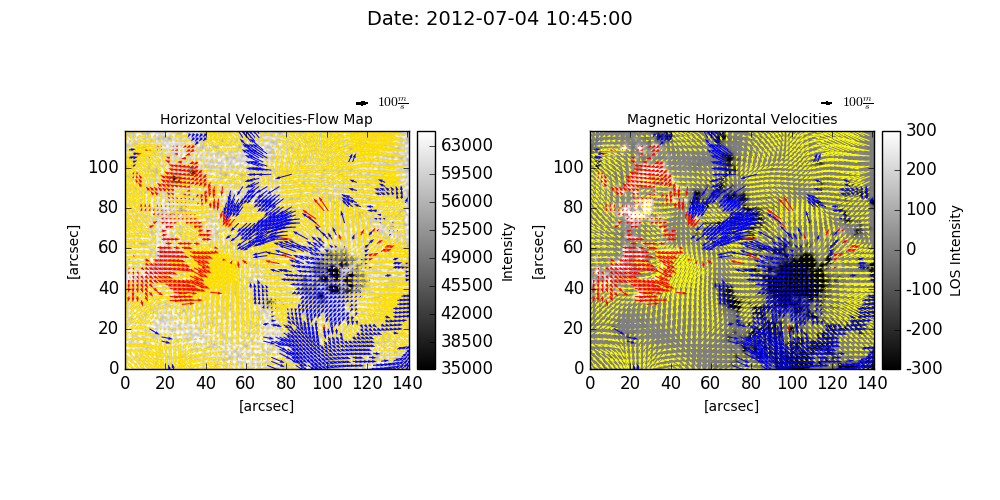 Date: 2012-07-04 10:45:00
100 m/s
Horizontal Velocities-Flow Map
100
80
60
40
20
0
[arcsec]
0 20 40 60 80 100 120 140
[arcsec]
63000
59500
56000
52500
49000
45500
42000
38500
35000
Intensity
100 m/s
Magnetic Horizontal Velocities
100
80
60
40
20
0
[arcsec]
0 20 40 60 80 100 120 140
[arcsec]
300
200
100
0
-100
-200
-300
LOS Intensity